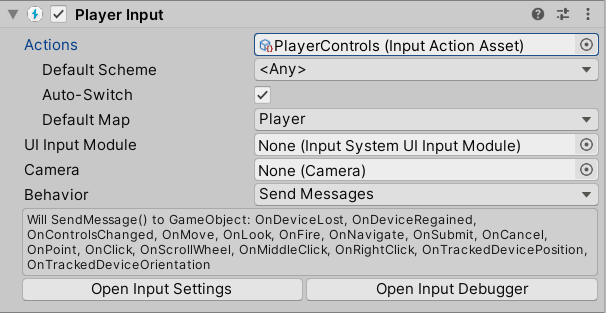 Player Input
Actions PlayerControls (Input Action Asset)
Default Scheme <Any>
Auto-Switch
Default Map Player
UI Input Module None (Input System UI Input Module)
Camera None (Camera)
Behavior Send Messages
Will SendMessage() to GameObject: OnDeviceLost, OnDeviceRegained,
OnControlsChanged, OnMove, OnLook, OnFire, OnNavigate, OnSubmit, OnCancel,
OnPoint, OnClick, OnScrollWheel, OnMiddleClick, OnRightClick, OnTrackedDevicePosition,
OnTrackedDeviceOrientation
Open Input Settings Open Input Debugger